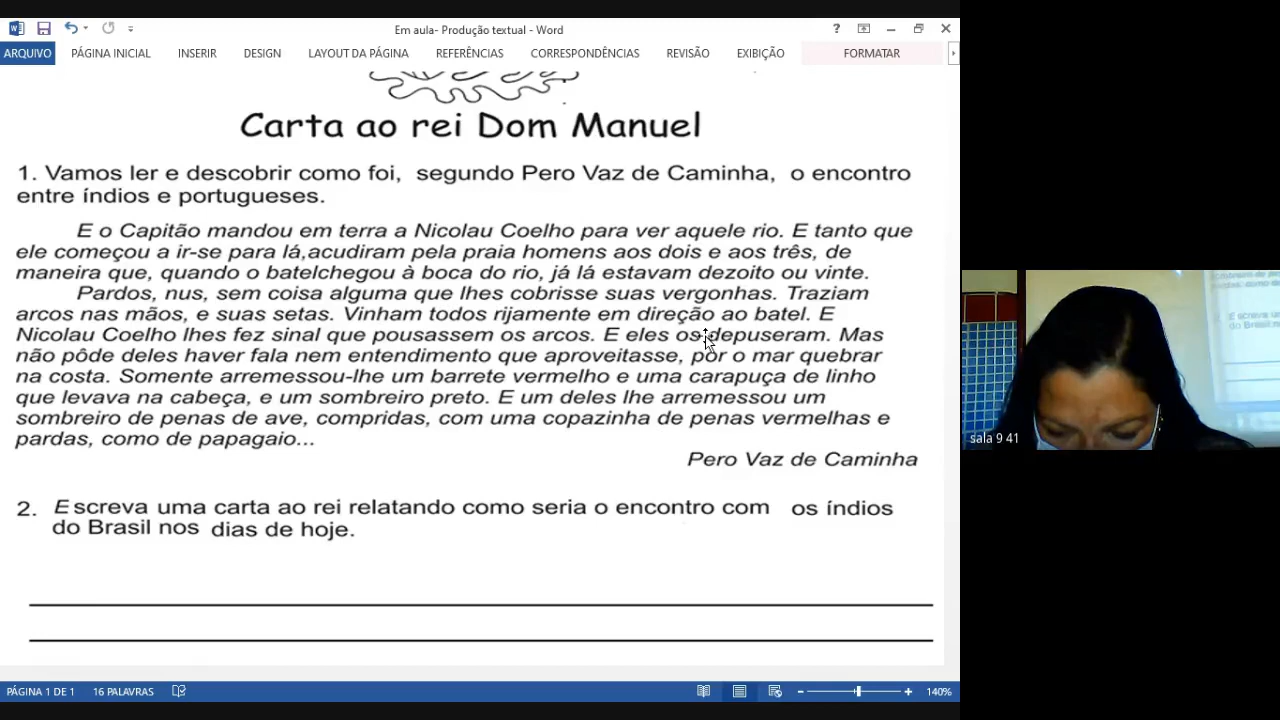 Em aula- Produção textual - Word
ARQUIVO PÁGINA INICIAL INSERIR DESIGN LAYOUT DA PÁGINA REFERÊNCIAS CORRESPONDÊNCIAS REVISÃO EXIBIÇÃO FORMATAR
Carta ao rei Dom Manuel
1. Vamos ler e descobrir como foi, segundo Pero Vaz de Caminha, o encontro
entre índios e portugueses.
E o Capitão mandou em terra a Nicolau Coelho para ver aquele rio. E tanto que
ele começou a ir-se para lá,acudiram pela praia homens aos dois e aos três, de
maneira que, quando o batelchegou à boca do rio, já lá estavam dezoito ou vinte.
Pardos, nus, sem coisa alguma que lhes cobrisse suas vergonhas. Traziam
arcos nas mãos, e suas setas. Vinham todos rijamente em direção ao batel. E
Nicolau Coelho lhes fez sinal que pousassem os arcos. E eles os depuseram. Mas
não pôde deles haver fala nem entendimento que aproveitasse, por o mar quebrar
na costa. Somente arremessou-lhe um barrete vermelho e uma carapuça de linho
que levava na cabeça, e um sombreiro preto. E um deles lhe arremessou um
sombreiro de penas de ave, compridas, com uma copazinha de penas vermelhas e
pardas, como de papagaio...
Pero Vaz de Caminha
2. Escreva uma carta ao rei relatando como seria o encontro com os índios
do Brasil nos dias de hoje.
PÁGINA 1 DE 1 16 PALAVRAS 140%
sala 9 41